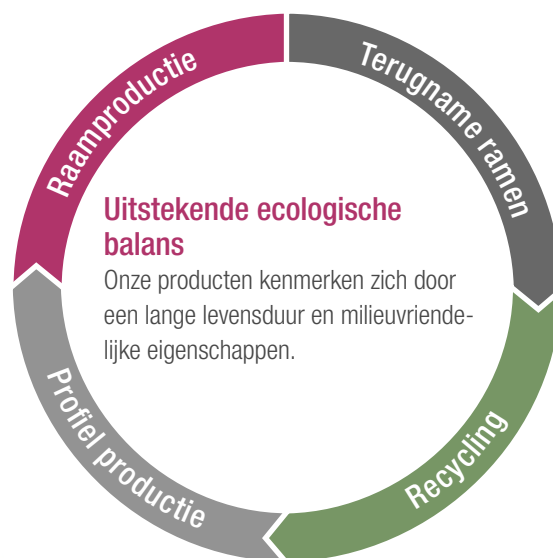 Raamproductie
Terugname ramen
Uitstekende ecologische
balans
Onze producten kenmerken zich door
een lange levensduur en milieuvriende-
lijke eigenschappen.
Profiel productie
Recycling